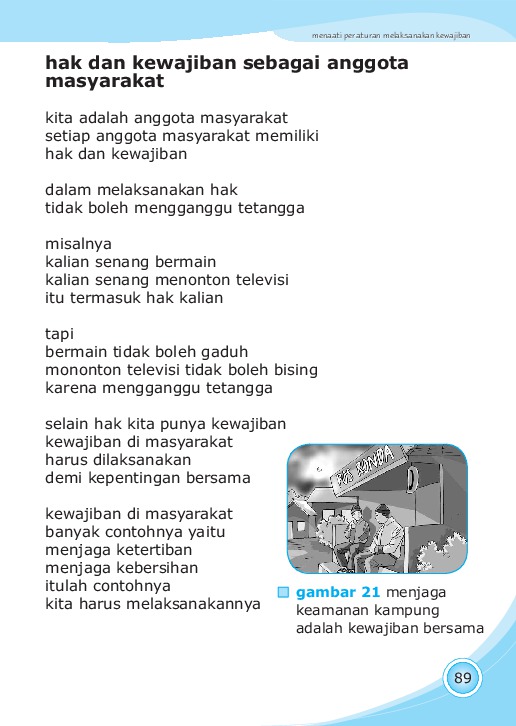 menaati peraturan melaksanakan kewajiban
hak dan kewajiban sebagai anggota
masyarakat
kita adalah anggota masyarakat
setiap anggota masyarakat memiliki
hak dan kewajiban
dalam melaksanakan hak
tidak boleh mengganggu tetangga
misalnya
kalian senang bermain
kalian senang menonton televisi
itu termasuk hak kalian
tapi
bermain tidak boleh gaduh
mononton televisi tidak boleh bising
karena mengganggu tetangga
selain hak kita punya kewajiban
kewajiban di masyarakat
harus dilaksanakan
demi kepentingan bersama
kewajiban di masyarakat
banyak contohnya yaitu
menjaga ketertiban
menjaga kebersihan
itulah contohnya
kita harus melaksanakannya
POS RONDA
gambar 21 menjaga
keamanan kampung
adalah kewajiban bersama
89